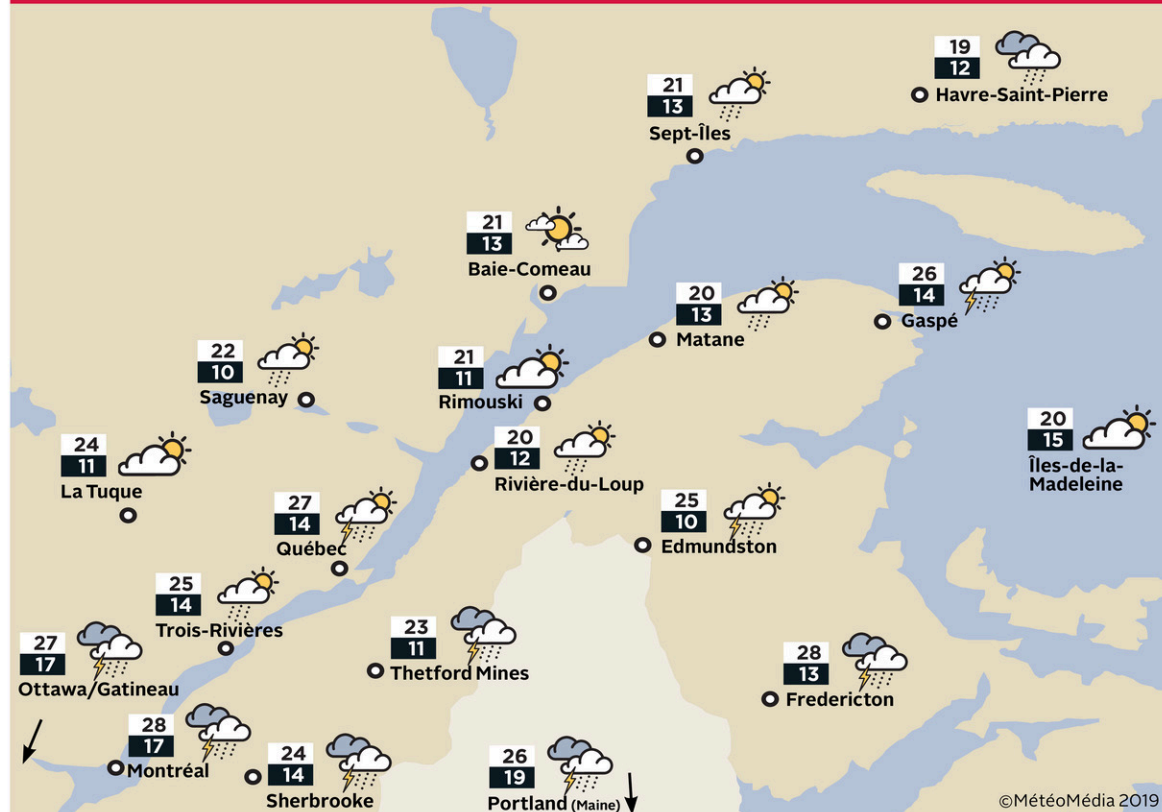 19
12
Havre-Saint-Pierre
21
13
Sept-Îles
21
13
Baie-Comeau
26
14
Gaspé
20
13
Matane
22
10
Saguenay
21
11
Rimouski
24
11
La Tuque
20
12
Rivière-du-Loup
20
15
Îles-de-la-
Madeleine
27
14
Québec
25
10
Edmundston
25
14
Trois-Rivières
27
17
Ottawa/Gatineau
23
11
Thetford Mines
28
13
Fredericton
28
17
Montréal
24
14
Sherbrooke
26
19
Portland (Maine)
©MétéoMédia 2019